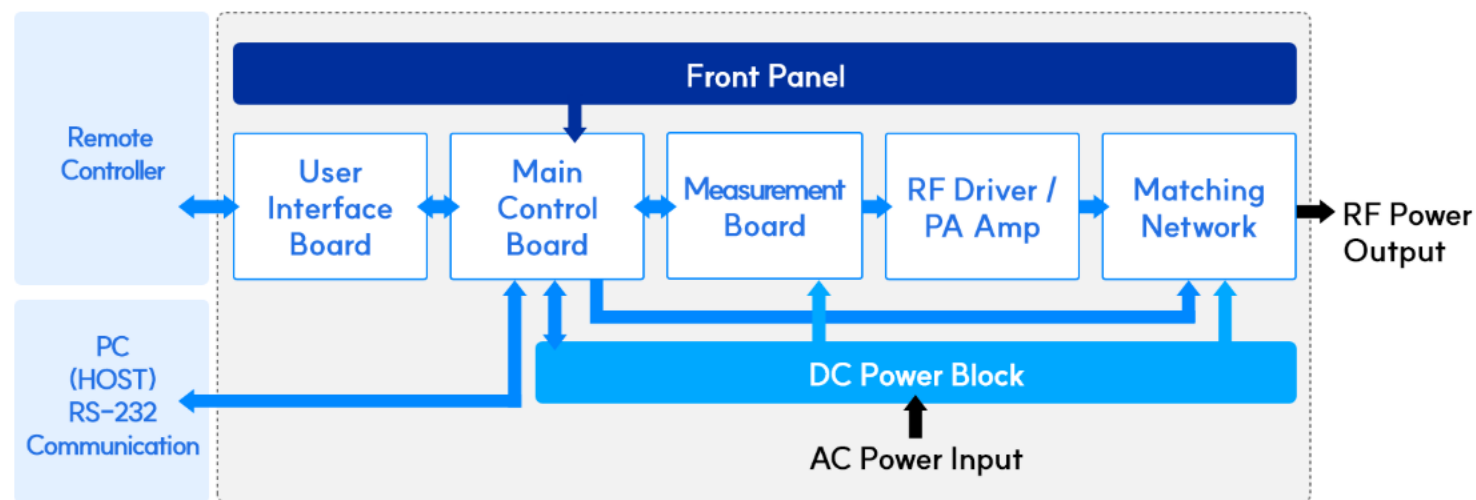 Front Panel
Remote
Controller
User
Interface
Board
Main
Control
Board
Measurement
Board
RF Driver /
PA Amp
Matching
Network
RF Power
Output
PC
(HOST)
RS-232
Communication
DC Power Block
AC Power Input